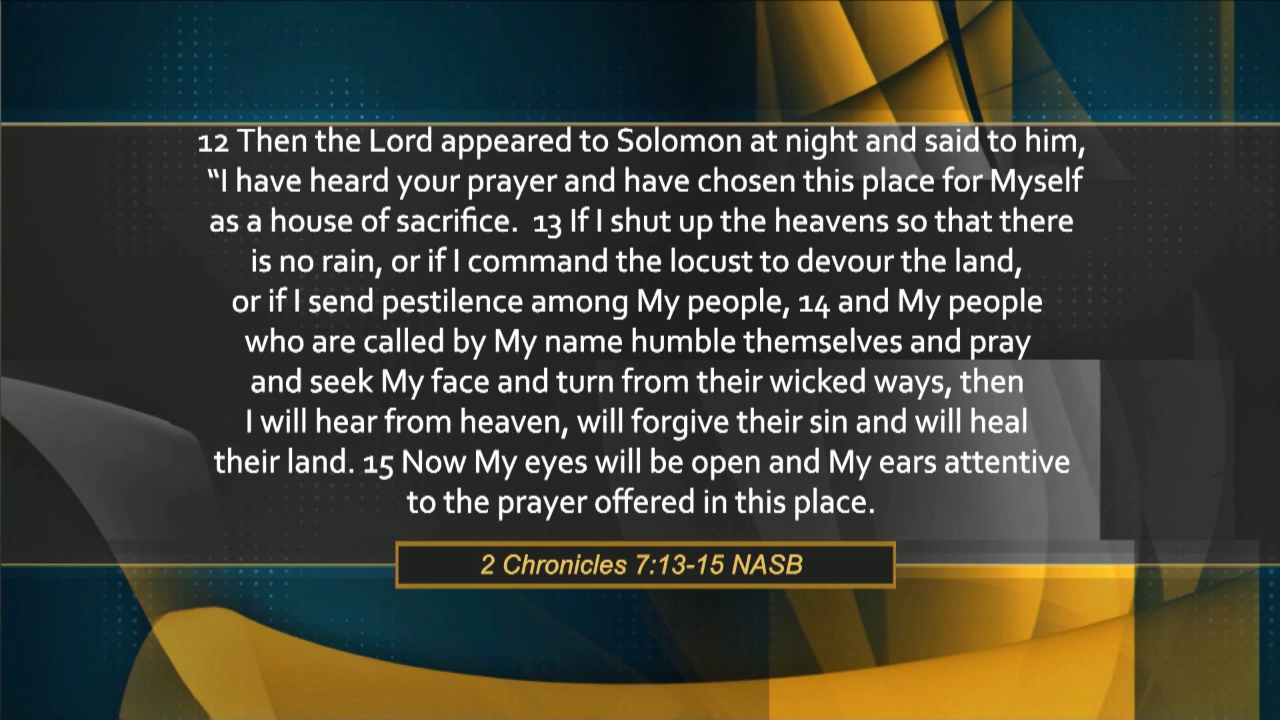 12 Then the Lord appeared to Solomon at night and said to him,
“I have heard your prayer and have chosen this place for Myself
as a house of sacrifice.  13 If I shut up the heavens so that there
is no rain, or if I command the locust to devour the land,
or if I send pestilence among My people, 14 and My people
who are called by My name humble themselves and pray
and seek My face and turn from their wicked ways, then
I will hear from heaven, will forgive their sin and will heal
their land. 15 Now My eyes will be open and My ears attentive
to the prayer offered in this place.
2 Chronicles 7:13-15 NASB